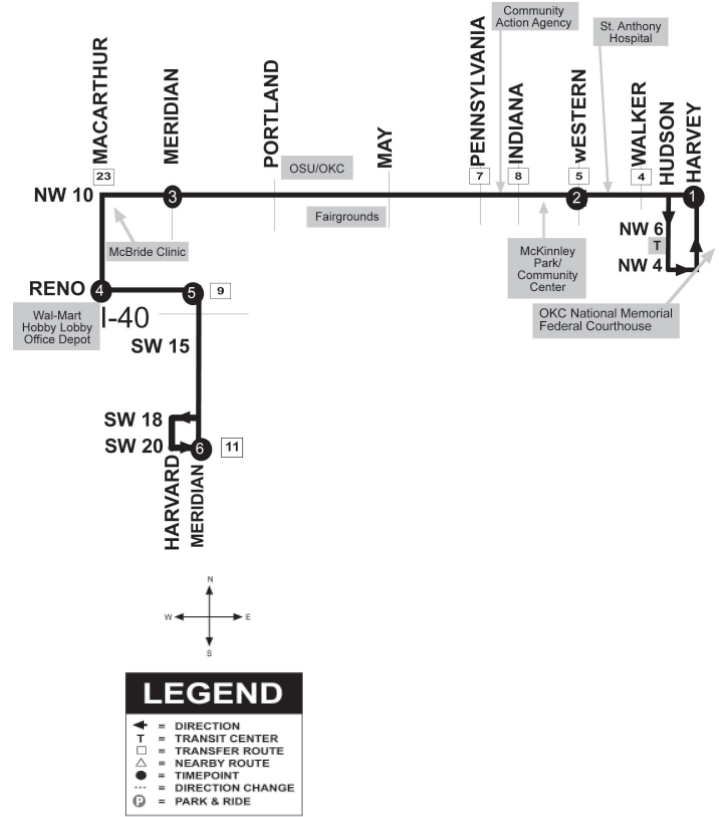 Community
Action Agency
St. Anthony
Hospital
MACARTHUR
MERIDIAN
PORTLAND
MAY
PENNSYLVANIA
INDIANA
wESTERN
WALKER
HUDSON
HARVEY
OSU/OKC
23
7
8
5
4
NW 10
3
2
1
Fairgrounds
NW 6
T
NW 4
McBride Clinic
McKinnley
Park/
Community
Center
RENO
4
5
9
OKC National Memorial
Federal Courthouse
Wal-Mart
Hobby Lobby
Office Depot
I-40
SW 15
SW 18
SW 20
6
11
HARVARD
MERIDIAN
N
W
E
S
LEGEND
= DIRECTION
T = TRANSIT CENTER
= TRANSFER ROUTE
= NEARBY ROUTE
= TIMEPOINT
--- = DIRECTION CHANGE
P = PARK & RIDE